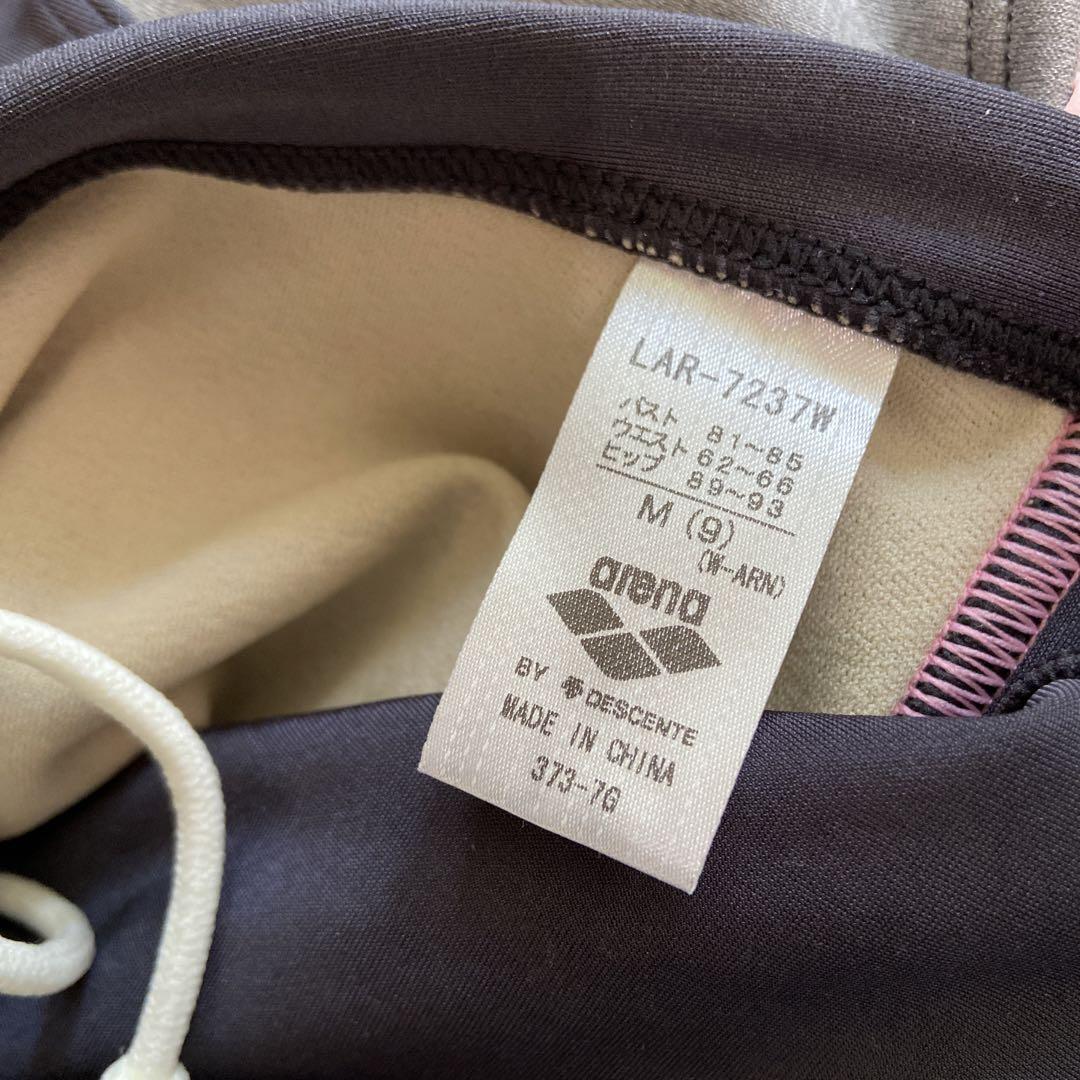 LAR-7237W
バスト 81~85
ウエスト 62~66
ヒップ 89~93
M (9)
(W-ARN)
arena
BY DESCENTE
MADE IN CHINA
373-7G